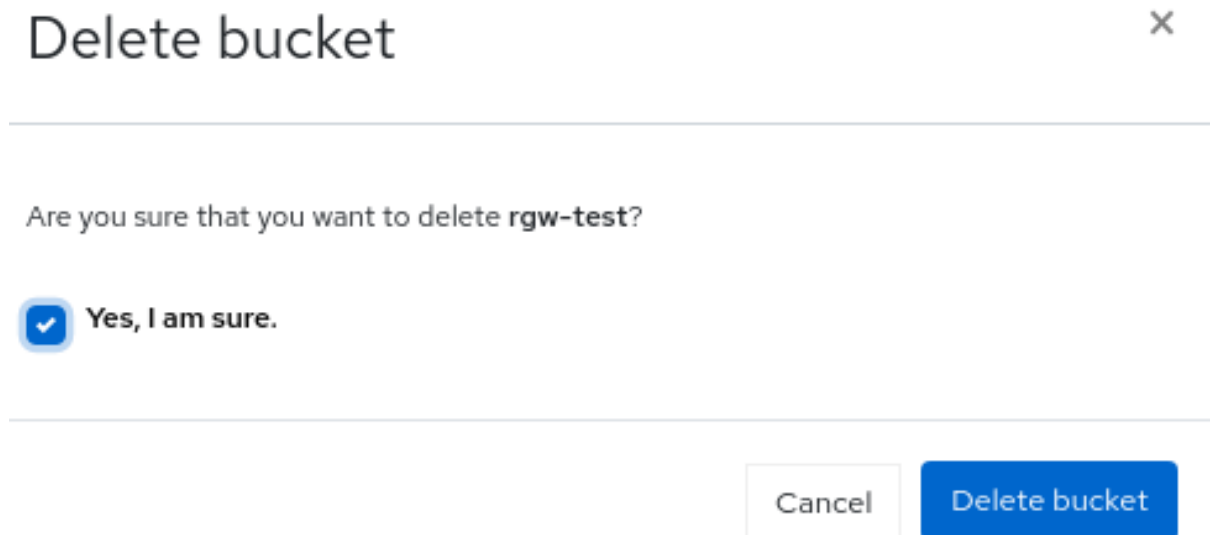 Delete bucket
Are you sure that you want to delete rgw-test?
Yes, I am sure.
Cancel
Delete bucket